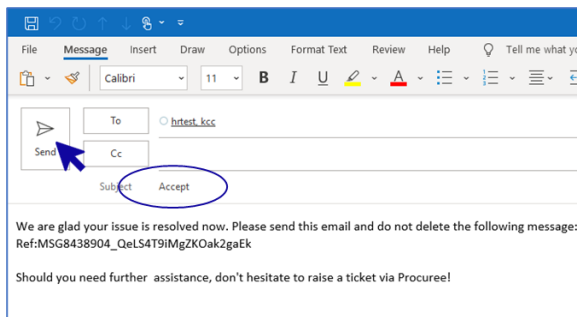 File Message Insert Draw Options Format Text Review Help Tell me what yo
Calibri 11 B I U A
To hrtest, kcc
Send
Cc
Subject Accept
We are glad your issue is resolved now. Please send this email and do not delete the following message:
Ref:MSG8438904_QeLS4T9iMgZKOak2gaEk
Should you need further  assistance, don't hesitate to raise a ticket via Procuree!